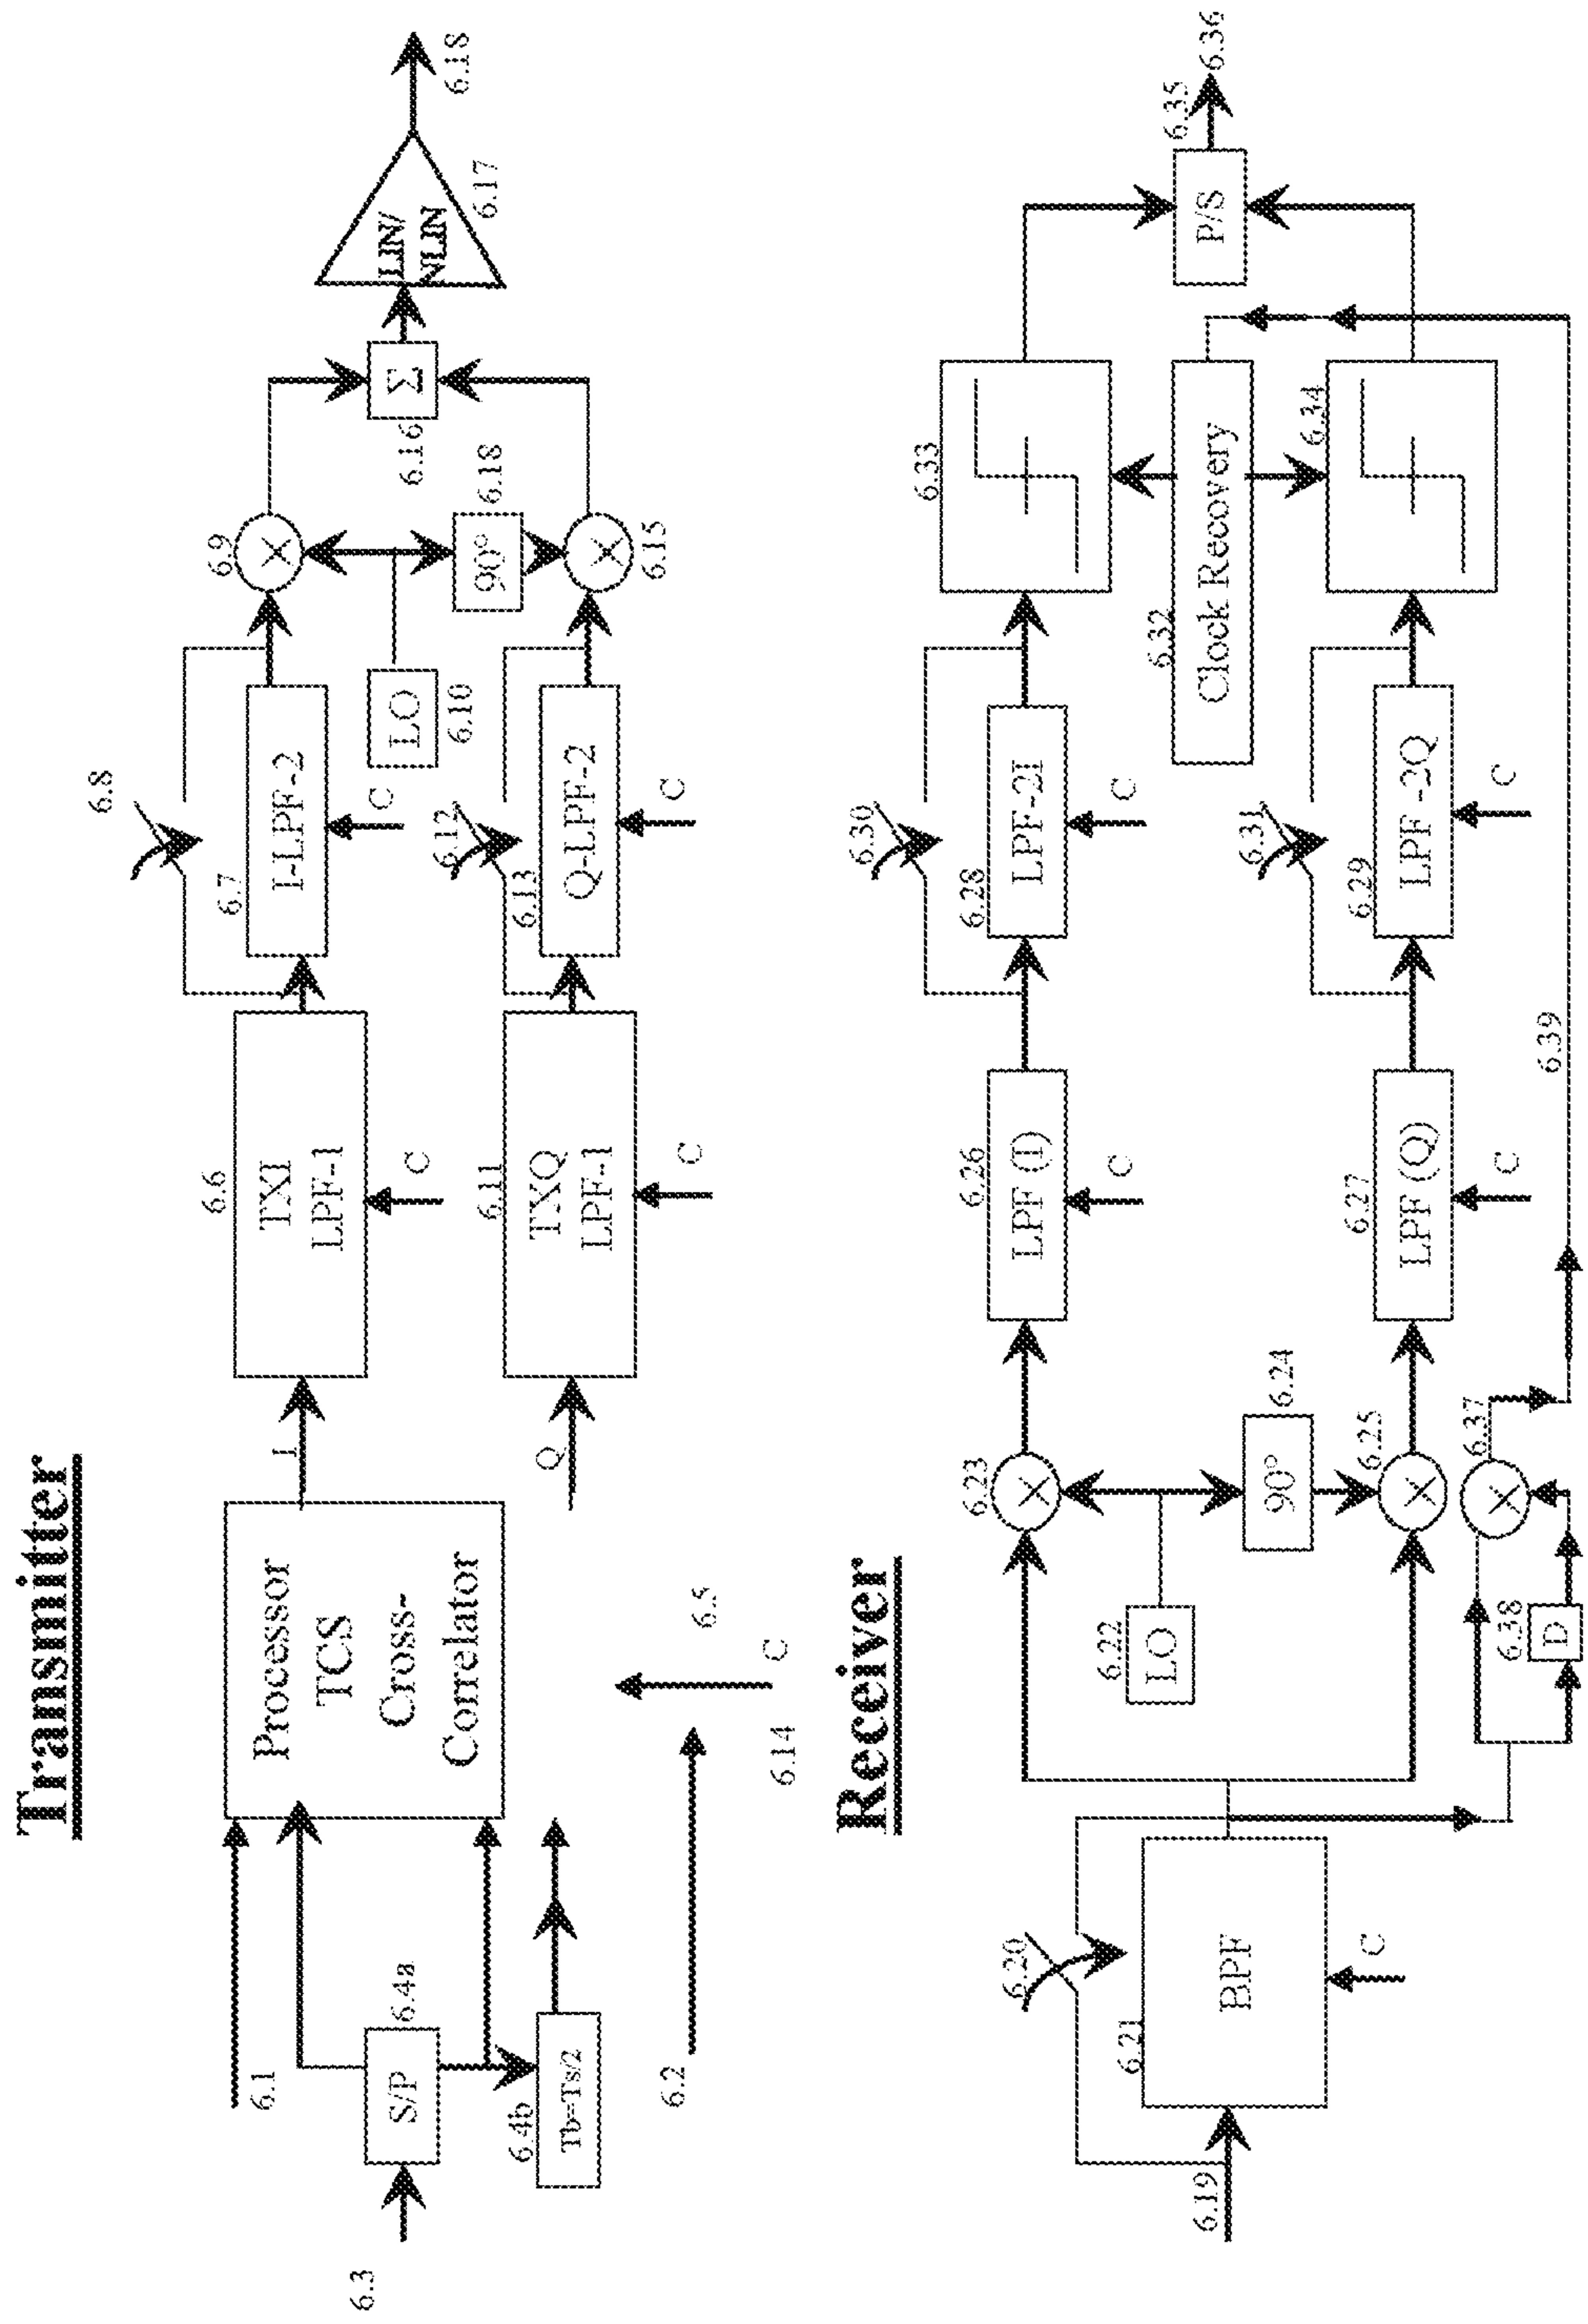 Transmitter
6.1
6.3
S/P
6.4a
6.4b
Tb=Ts/2
6.2
Processor
TCS
Cross-
Correlator
6.5
C
6.14
I
Q
6.6
TXI
LPF-1
C
6.11
TXQ
LPF-1
C
6.8
6.7
I-LPF-2
C
6.12
6.13
Q-LPF-2
C
6.9
LO
6.10
90°
6.18
6.15
6.16
Σ
LIN/
NLIN
6.17
6.18
Receiver
6.19
6.20
6.21
BPF
C
6.22
LO
6.23
90°
6.24
6.25
6.37
6.38
D
6.26
LPF (I)
C
6.27
LPF (Q)
C
6.39
6.30
6.28
LPF-2I
C
6.31
6.29
LPF -2Q
C
6.33
6.32
Clock Recovery
6.34
P/S
6.35
6.36